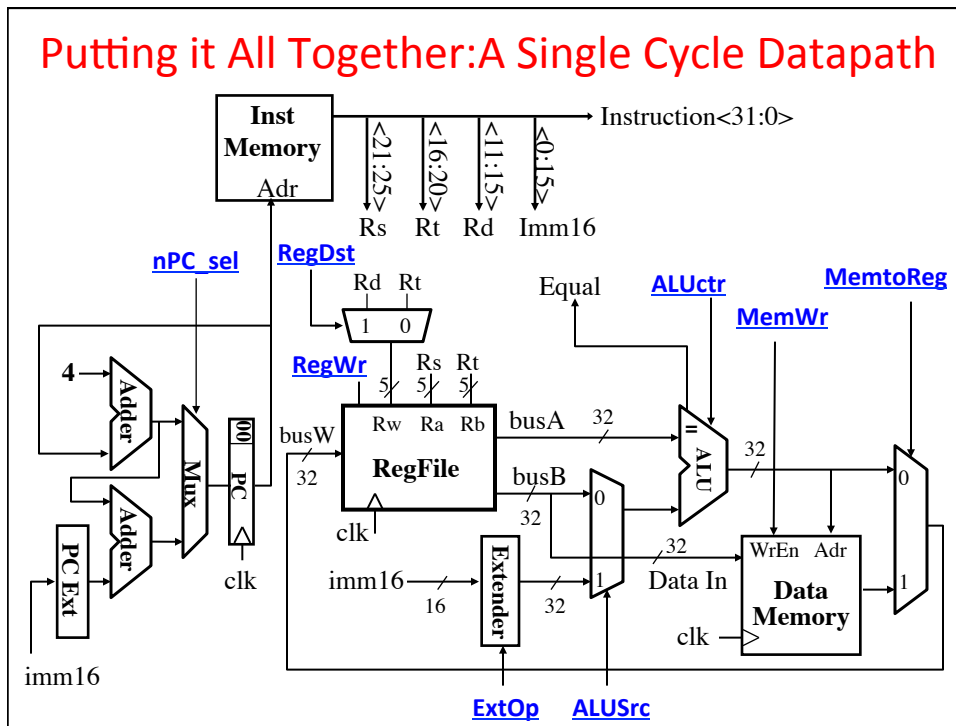 Putting it All Together:A Single Cycle Datapath
Inst
Memory
Adr
Instruction<31:0>
<21:25>
<16:20>
<11:15>
<0:15>
Rs
Rt
Rd
Imm16
nPC_sel
RegDst
Rd
Rt
1
0
Equal
ALUctr
MemWr
MemtoReg
RegWr
5
Rs
5
Rt
5
4
Adder
Adder
Mux
00
PC
clk
PC Ext
imm16
busW
32
Rw
Ra
Rb
RegFile
clk
busA
32
busB
32
0
1
=
ALU
32
32
Data In
imm16
16
Extender
32
WrEn
Adr
Data
Memory
clk
0
1
ExtOp
ALUSrc